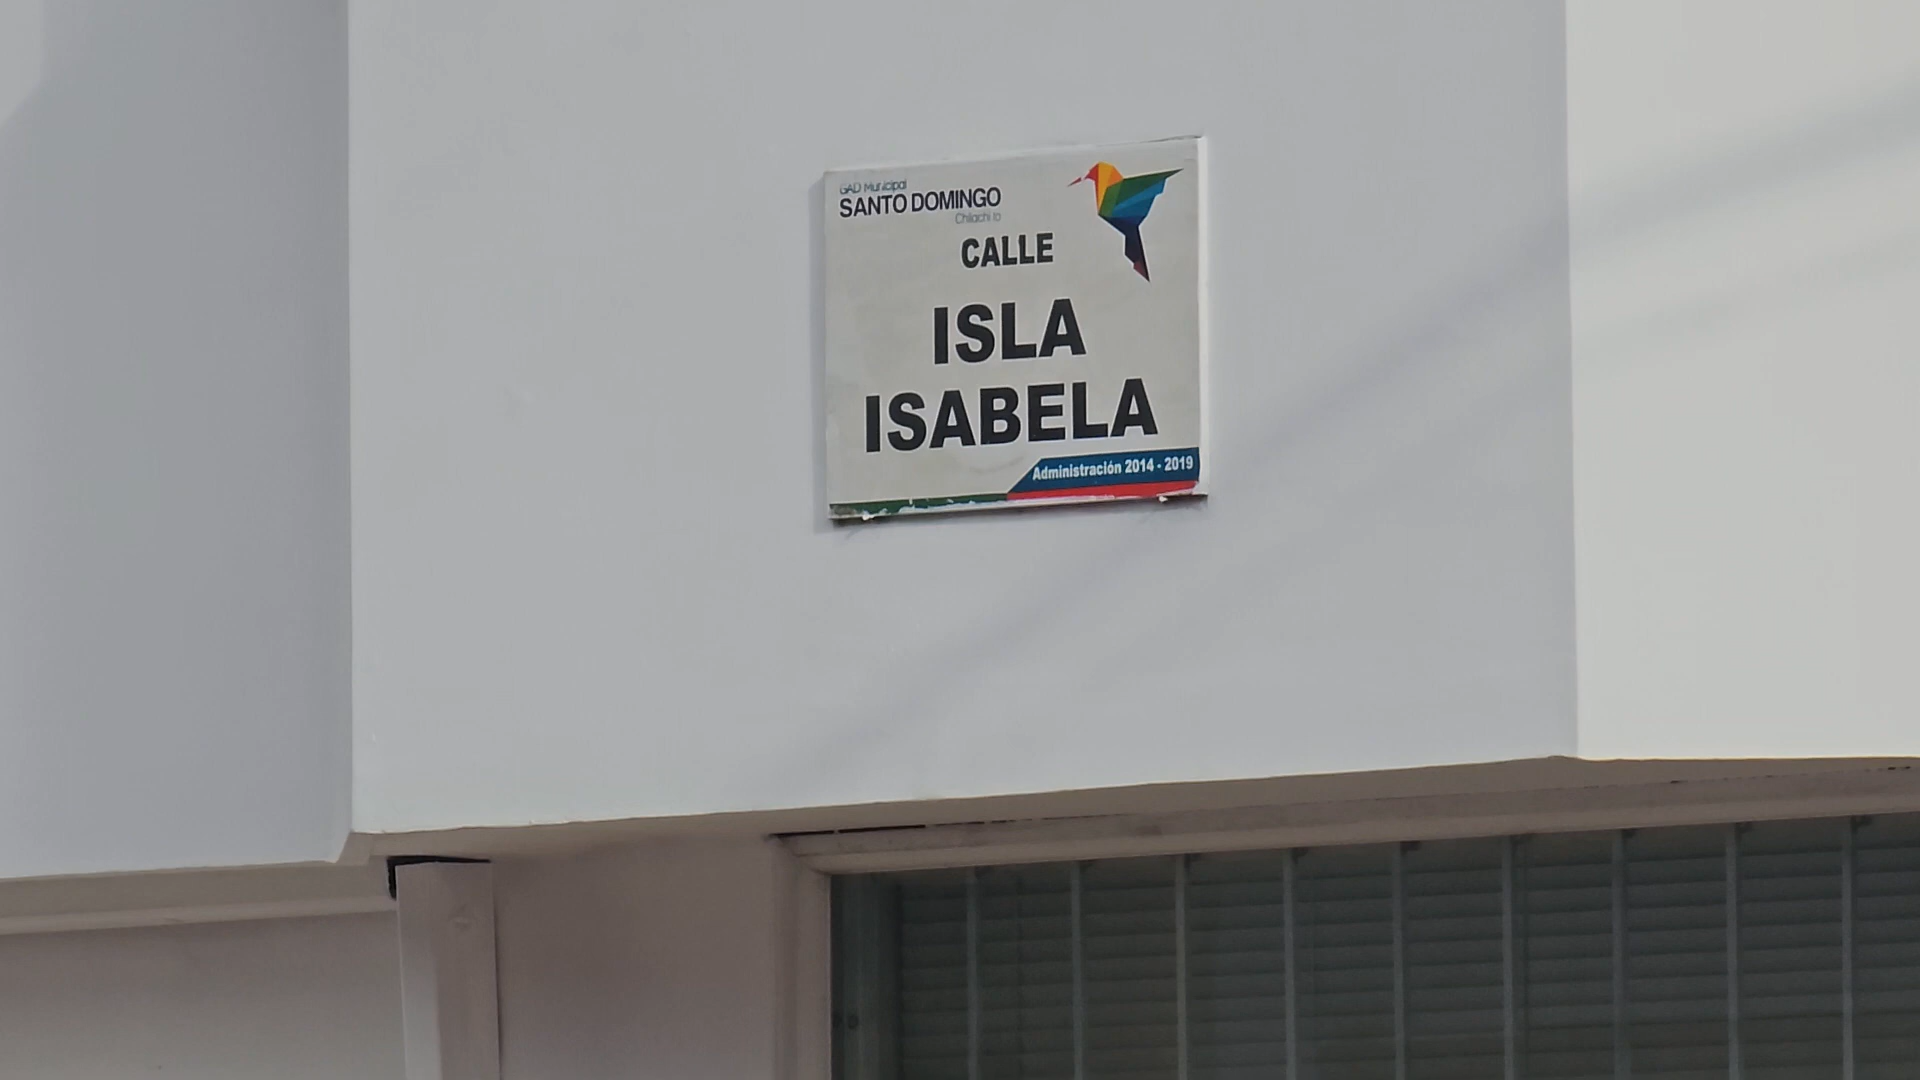 GAD Municipal
SANTO DOMINGO
CALLE
ISLA
ISABELA
Administración 2014 - 2019